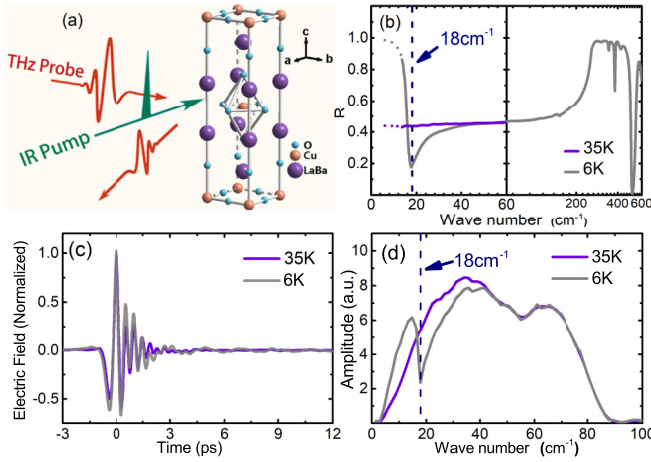 (a)
THz Probe
IR Pump
c
a
b
O
Cu
LaBa
(b)
18cm⁻¹
R
1.0
0.8
0.6
0.4
0.2
35K
6K
0 20 40 60 200 400 600
Wave number (cm⁻¹)
(c)
35K
6K
Electric Field (Normalized)
1.0
0.5
0.0
-0.5
-3 0 3 6 9 12
Time (ps)
(d)
35K
6K
18cm⁻¹
Amplitude (a.u.)
10
8
6
4
2
0 20 40 60 80 100
Wave number (cm⁻¹)